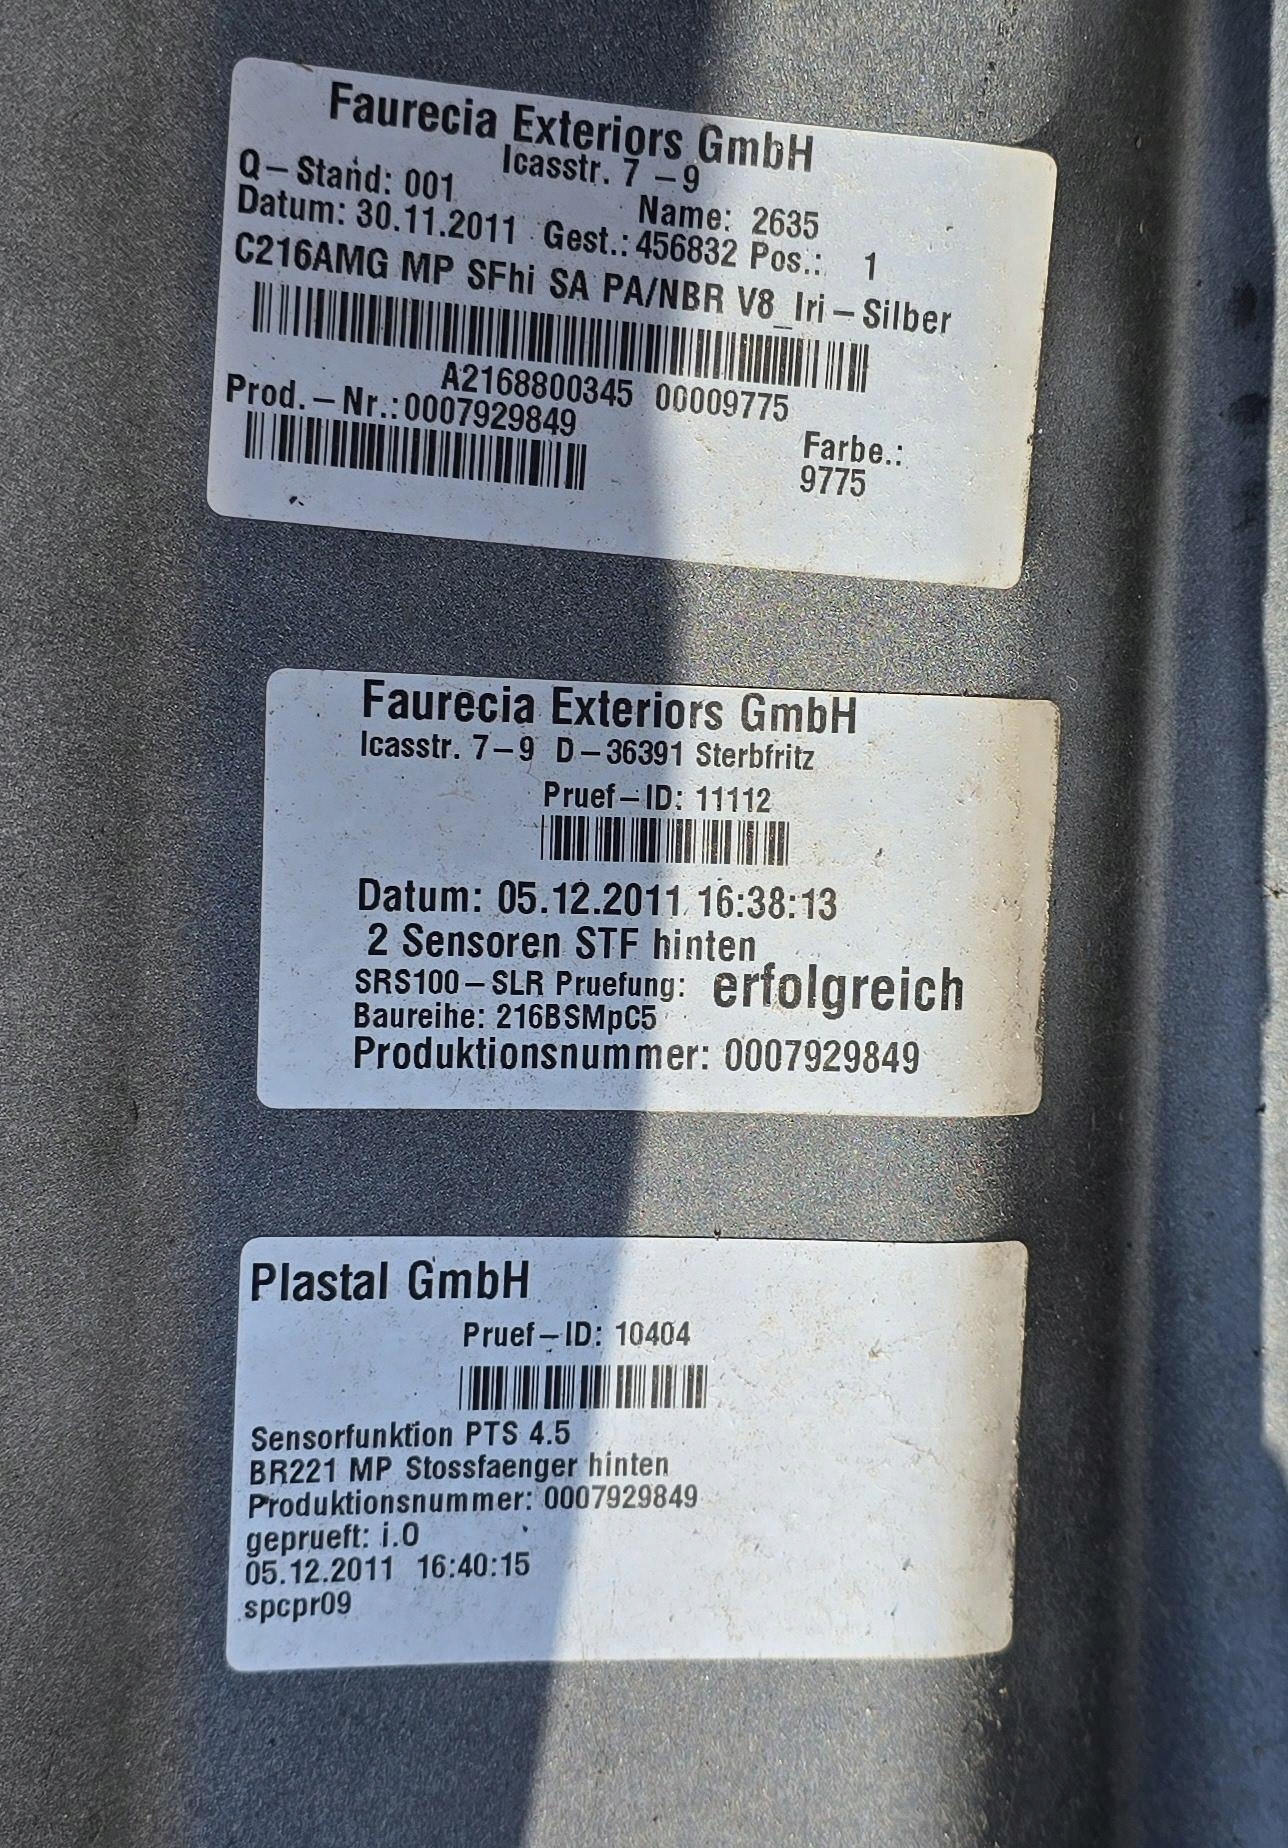 Faurecia Exteriors GmbH
Icasstr. 7 – 9
Q – Stand: 001
Name: 2635
Datum: 30.11.2011 Gest.: 456832 Pos.: 1
C216AMG MP SFhi SA PA/NBR V8_Iri – Silber
A2168800345 00009775
Prod. – Nr.: 0007929849
Farbe.:
9775
Faurecia Exteriors GmbH
Icasstr. 7 – 9 D – 36391 Sterbfritz
Pruef – ID: 11112
Datum: 05.12.2011 16:38:13
2 Sensoren STF hinten
SRS100 – SLR Pruefung: erfolgreich
Baureihe: 216BSMpC5
Produktionsnummer: 0007929849
Plastal GmbH
Pruef – ID: 10404
Sensorfunktion PTS 4.5
BR221 MP Stossfaenger hinten
Produktionsnummer: 0007929849
geprueft: i.O
05.12.2011 16:40:15
spcpr09